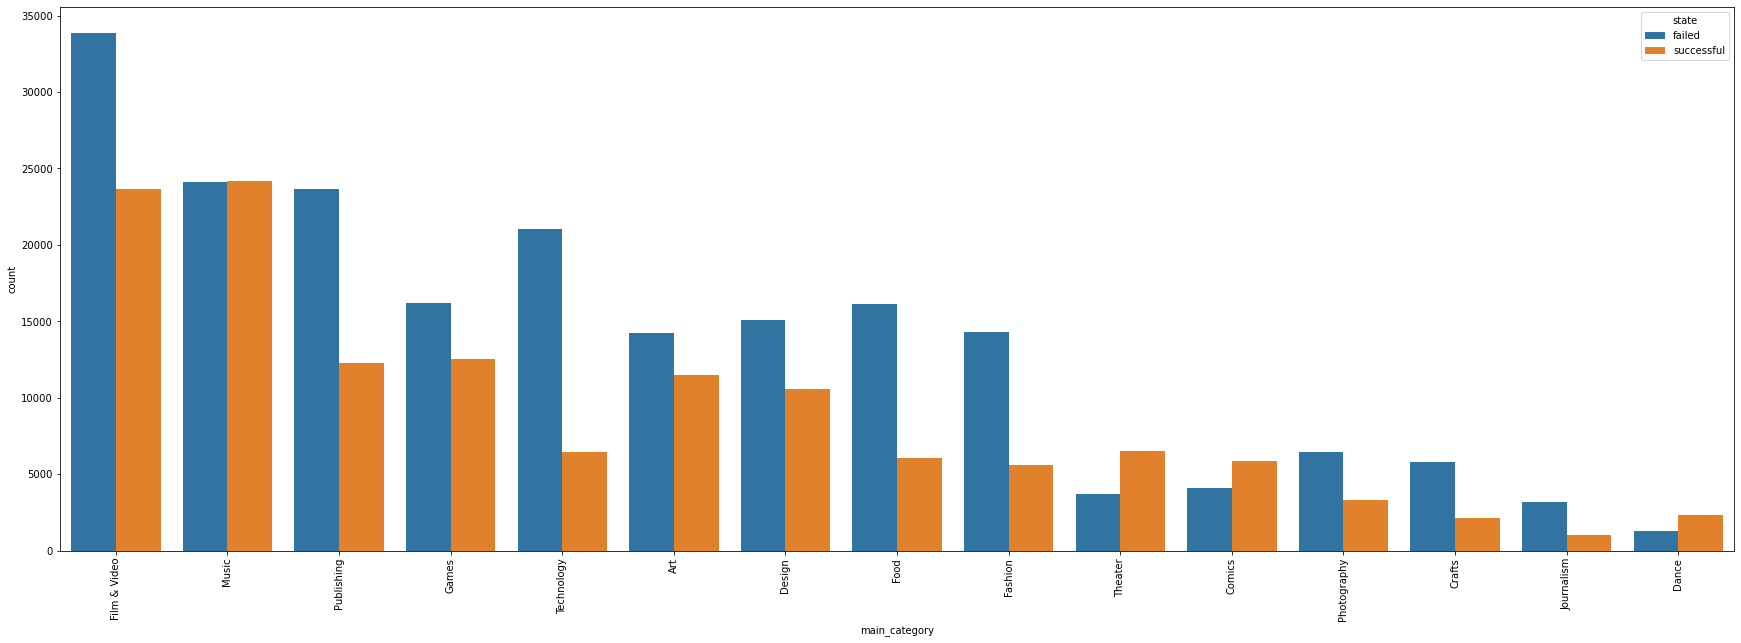 35000
30000
25000
20000
15000
10000
5000
0
count
state
failed
successful
Film & Video
Music
Publishing
Games
Technology
Art
Design
Food
Fashion
Theater
Comics
Photography
Crafts
Journalism
Dance
main_category